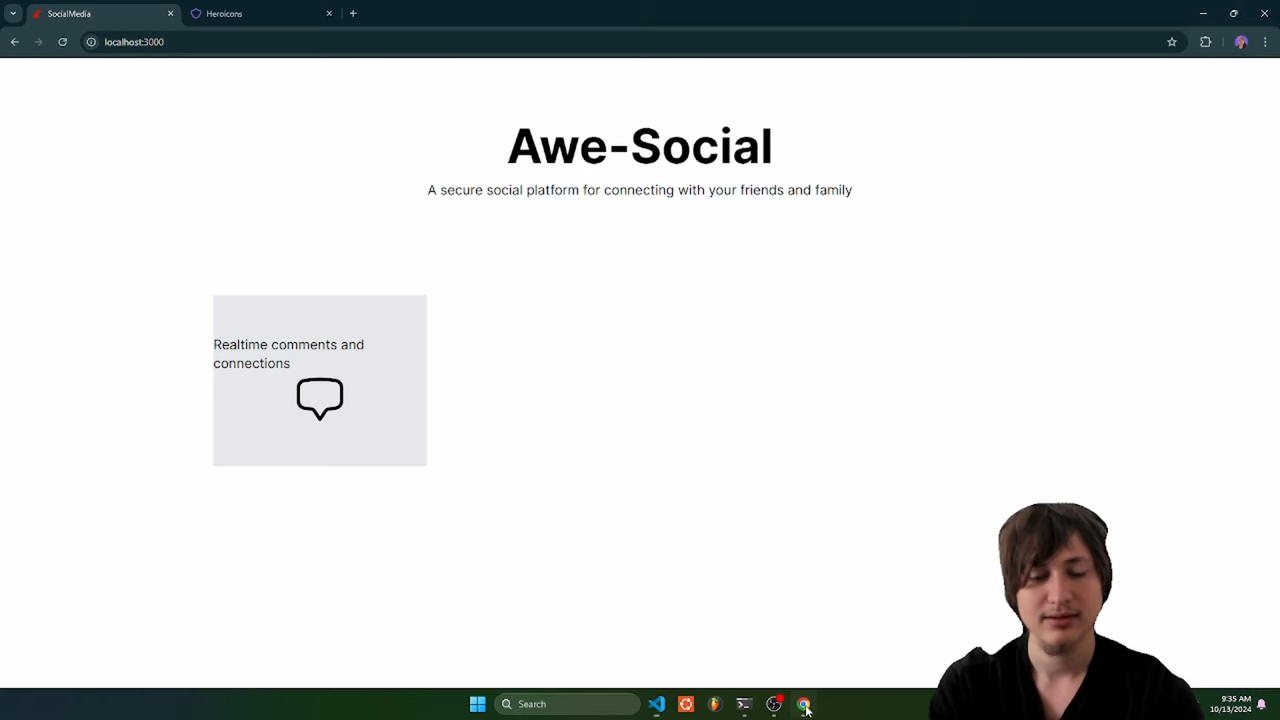 SocialMedia
Heroicons
localhost:3000
Awe-Social
A secure social platform for connecting with your friends and family
Realtime comments and
connections
Search
9:35 AM
10/13/2024